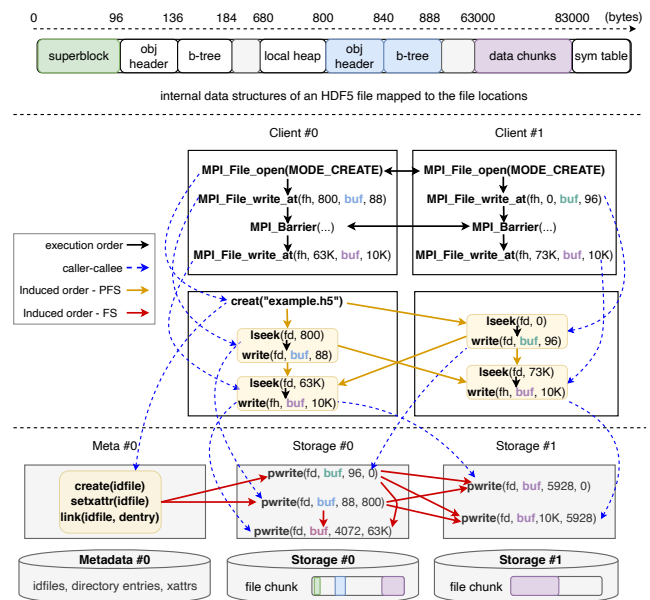 0 96 136 184 680 800 840 888 63000 83000 (bytes)
superblock obj header b-tree local heap obj header b-tree data chunks sym table
internal data structures of an HDF5 file mapped to the file locations
Client #0 Client #1
MPI_File_open(MODE_CREATE) MPI_File_open(MODE_CREATE)
MPI_File_write_at(fh, 800, buf, 88) MPI_File_write_at(fh, 0, buf, 96)
MPI_Barrier(...) MPI_Barrier(...)
MPI_File_write_at(fh, 63K, buf, 10K) MPI_File_write_at(fh, 73K, buf, 10K)
execution order
caller-callee
Induced order - PFS
Induced order - FS
creat("example.h5")
lseek(fd, 800) lseek(fd, 0)
write(fd, buf, 88) write(fd, buf, 96)
lseek(fd, 63K) lseek(fd, 73K)
write(fh, buf, 10K) write(fh, buf, 10K)
Meta #0 Storage #0 Storage #1
create(idfile)
setxattr(idfile)
link(idfile, dentry)
pwrite(fd, buf, 96, 0)
pwrite(fd, buf, 88, 800)
pwrite(fd, buf, 4072, 63K)
pwrite(fd, buf, 5928, 0)
pwrite(fd, buf,10K, 5928)
Metadata #0 Storage #0 Storage #1
idfiles, directory entries, xattrs file chunk file chunk